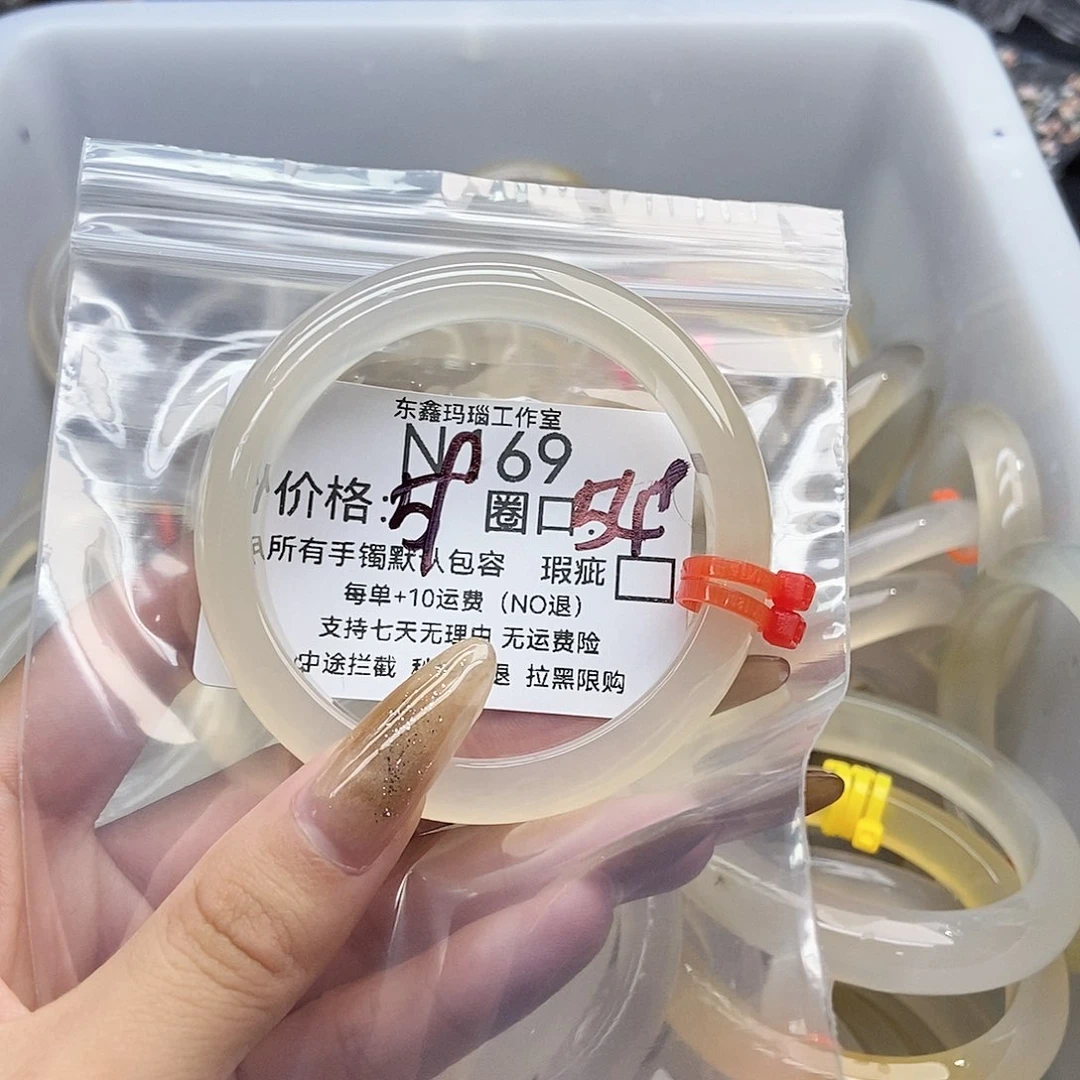 东鑫玛瑙工作室
N169
价格: 圈口:54
所有手镯默认包容 瑕疵
每单+10运费（NO退）
支持七天无理由 无运费险
中途拦截 退 拉黑限购